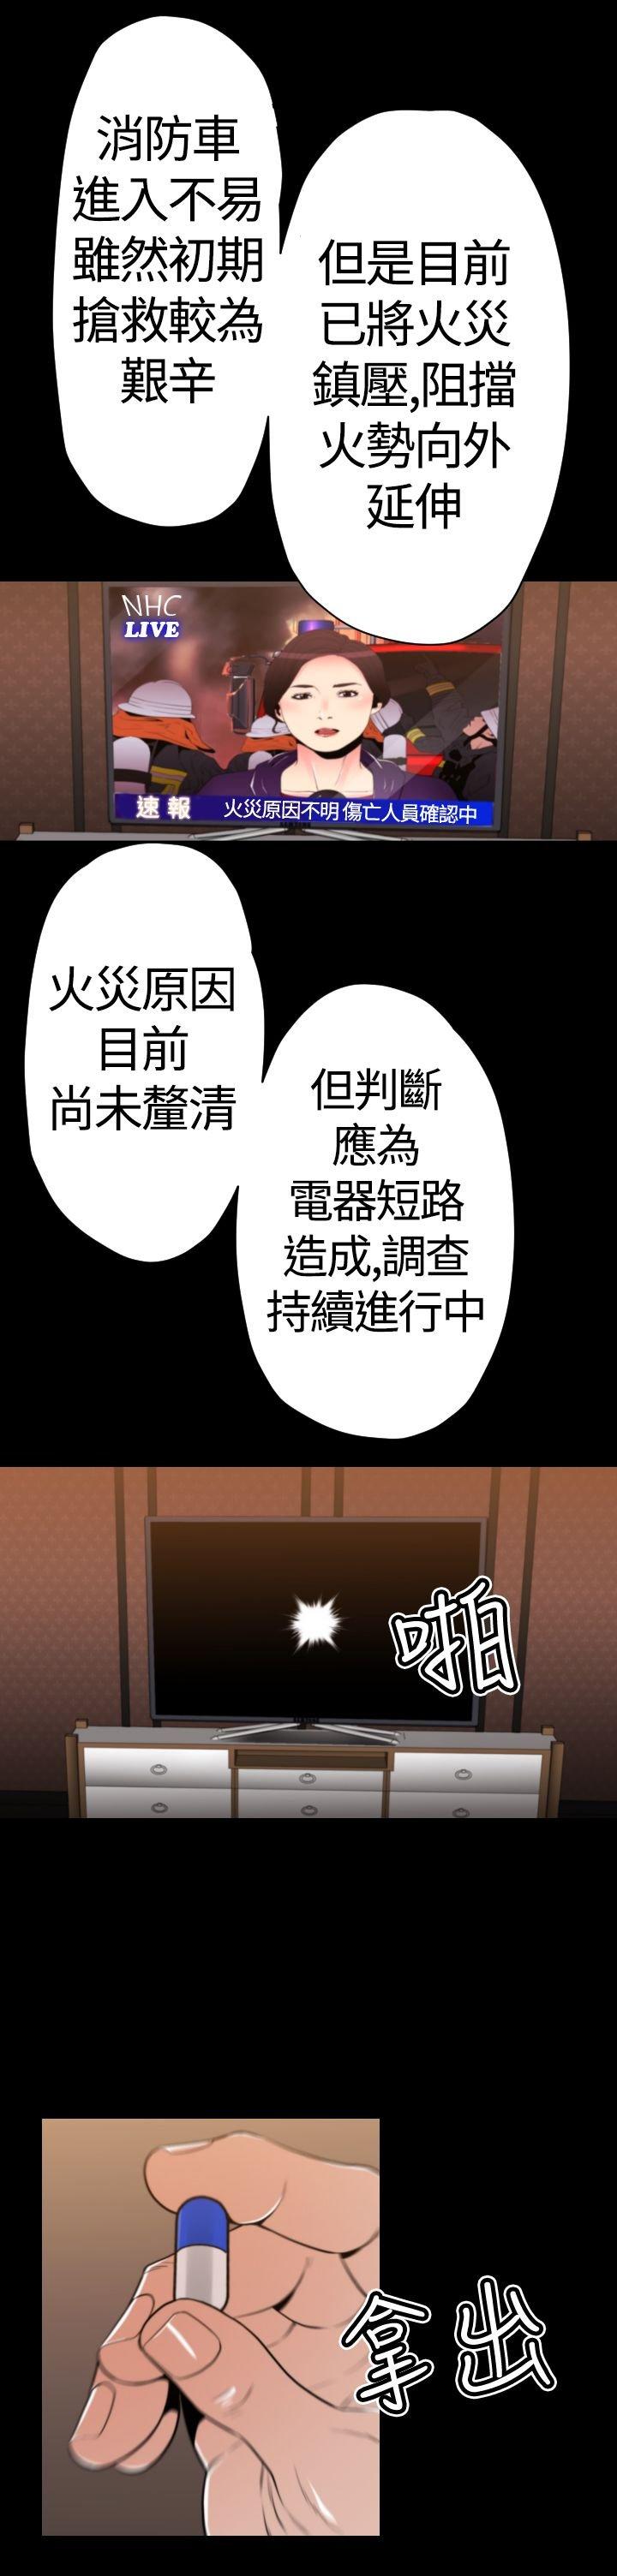 消防車
進入不易
雖然初期
搶救較為
艱辛
但是目前
已將火災
鎮壓,阻擋
火勢向外
延伸
NHC
LIVE
速報 火災原因不明 傷亡人員確認中
火災原因
目前
尚未釐清
但判斷
應為
電器短路
造成,調查
持續進行中
啪
拿出